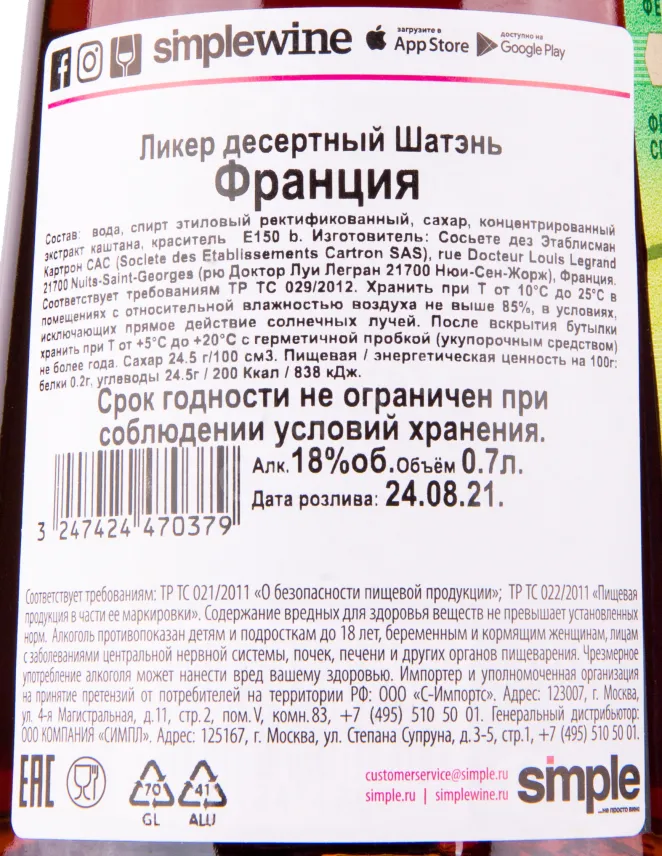 simplewine загрузите в App Store доступно на Google Play
Ликер десертный Шатэнь
Франция
Состав: вода, спирт этиловый ректификованный, сахар, концентрированный
экстракт каштана, краситель E150 b. Изготовитель: Сосьете дез Этаблисман
Картрон САС (Societe des Etablissements Cartron SAS), rue Docteur Louis Legrand
21700 Nuits-Saint-Georges (рю Доктор Луи Легран 21700 Нюи-Сен-Жорж), Франция.
Соответствует требованиям ТР ТС 029/2012. Хранить при Т от 10°С до 25°С в
помещениях с относительной влажностью воздуха не выше 85%, в условиях,
исключающих прямое действие солнечных лучей. После вскрытия бутылки
хранить при Т от +5°С до +20°С с герметичной пробкой (укупорочным средством)
не более года. Сахар 24.5 г/100 см3. Пищевая / энергетическая ценность на 100г:
белки 0.2г, углеводы 24.5г / 200 Ккал / 838 кДж.
Срок годности не ограничен при
соблюдении условий хранения.
Алк.18%об.Объём 0.7л.
Дата розлива: 24.08.21.
3 247424 470379
Соответствует требованиям: ТР ТС 021/2011 «О безопасности пищевой продукции»; ТР ТС 022/2011 «Пищевая
продукция в части ее маркировки». Содержание вредных для здоровья веществ не превышает установленных
норм. Алкоголь противопоказан детям и подросткам до 18 лет, беременным и кормящим женщинам, лицам
с заболеваниями центральной нервной системы, почек, печени и других органов пищеварения. Чрезмерное
употребление алкоголя может нанести вред вашему здоровью. Импортер и уполномоченная организация
на принятие претензий от потребителей на территории РФ: ООО «С-Импортс». Адрес: 123007, г. Москва,
ул. 4-я Магистральная, д.11, стр.2, пом.V, комн.83, +7 (495) 510 50 01. Генеральный дистрибьютор:
ООО КОМПАНИЯ «СИМПЛ». Адрес: 125167, г. Москва, ул. Степана Супруна, д.3-5, стр.1, +7 (495) 510 50 01.
EAC 70 GL 41 ALU
customerservice@simple.ru
simple.ru | simplewine.ru
simple
...не просто вино